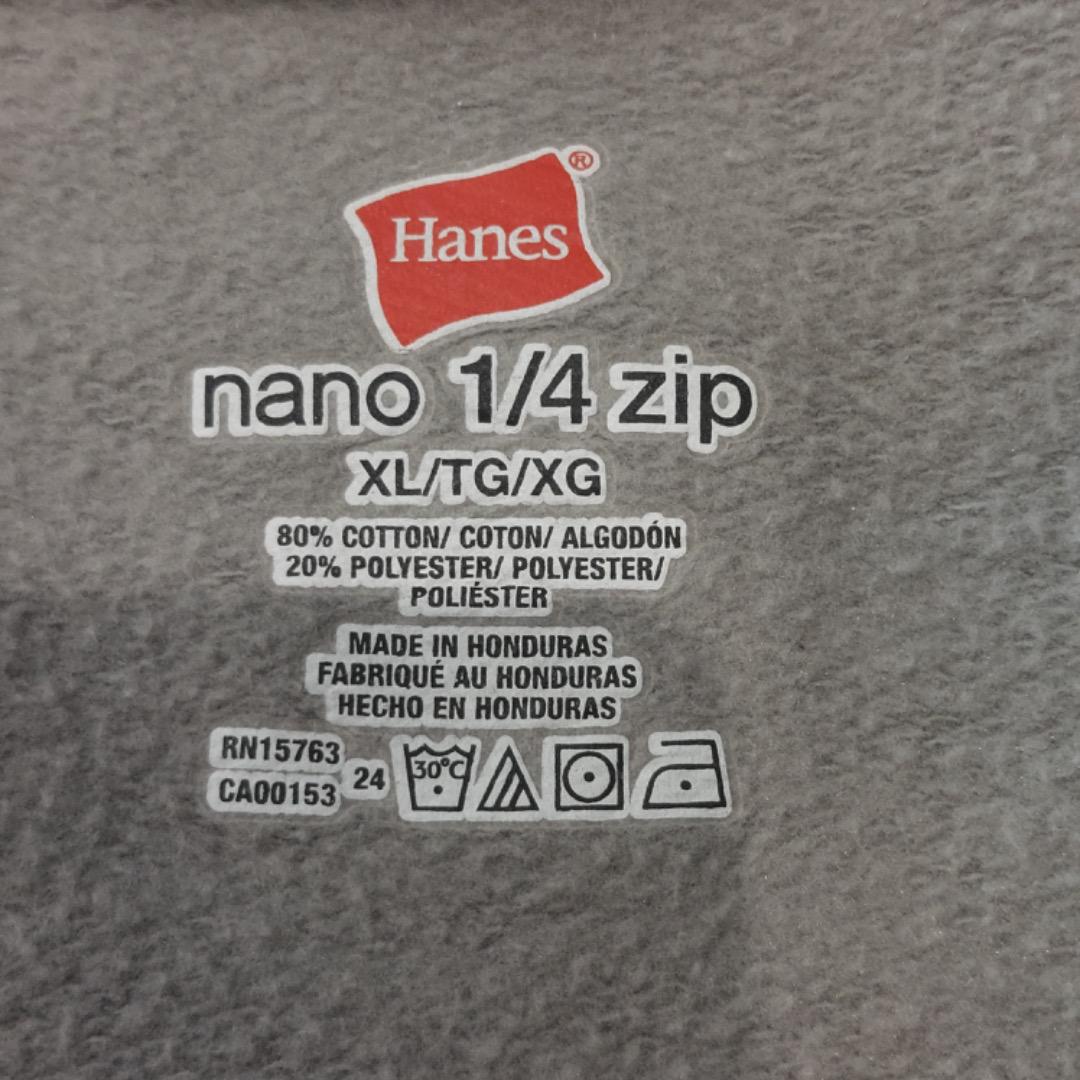 Hanes®
nano 1/4 zip
XL/TG/XG
80% COTTON/ COTON/ ALGODÓN
20% POLYESTER/ POLYESTER/
POLIÉSTER
MADE IN HONDURAS
FABRIQUÉ AU HONDURAS
HECHO EN HONDURAS
RN15763
CA00153
24
30°C